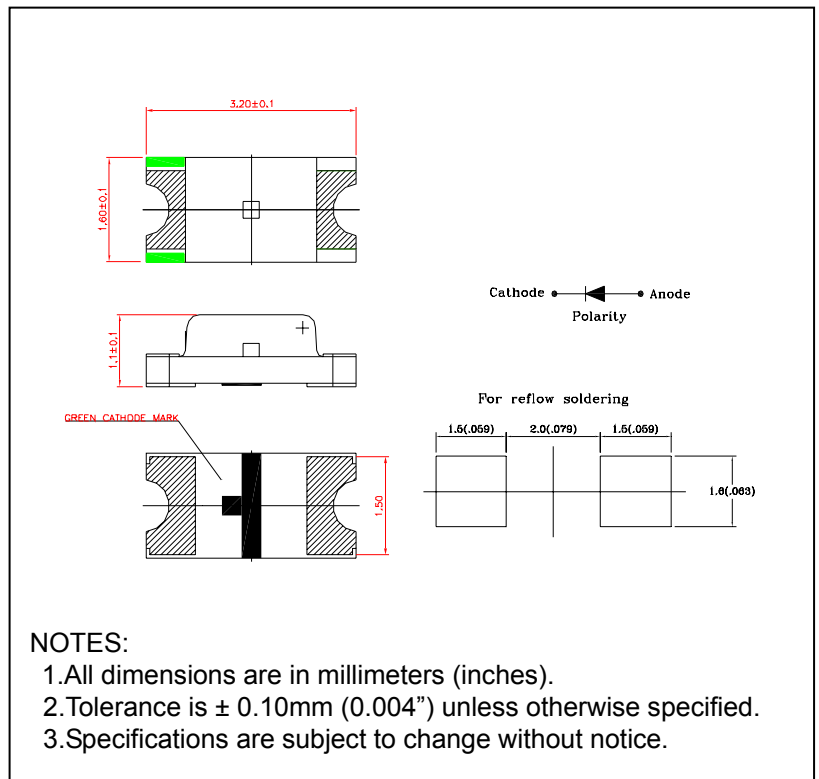 3.20±0.1
1.60±0.1
Cathode Anode
Polarity
1.1±0.1
For reflow soldering
GREEN CATHODE MARK
1.5(.059) 2.0(.079) 1.5(.059)
1.50
1.6(.063)
NOTES:
1.All dimensions are in millimeters (inches).
2.Tolerance is ± 0.10mm (0.004”) unless otherwise specified.
3.Specifications are subject to change without notice.